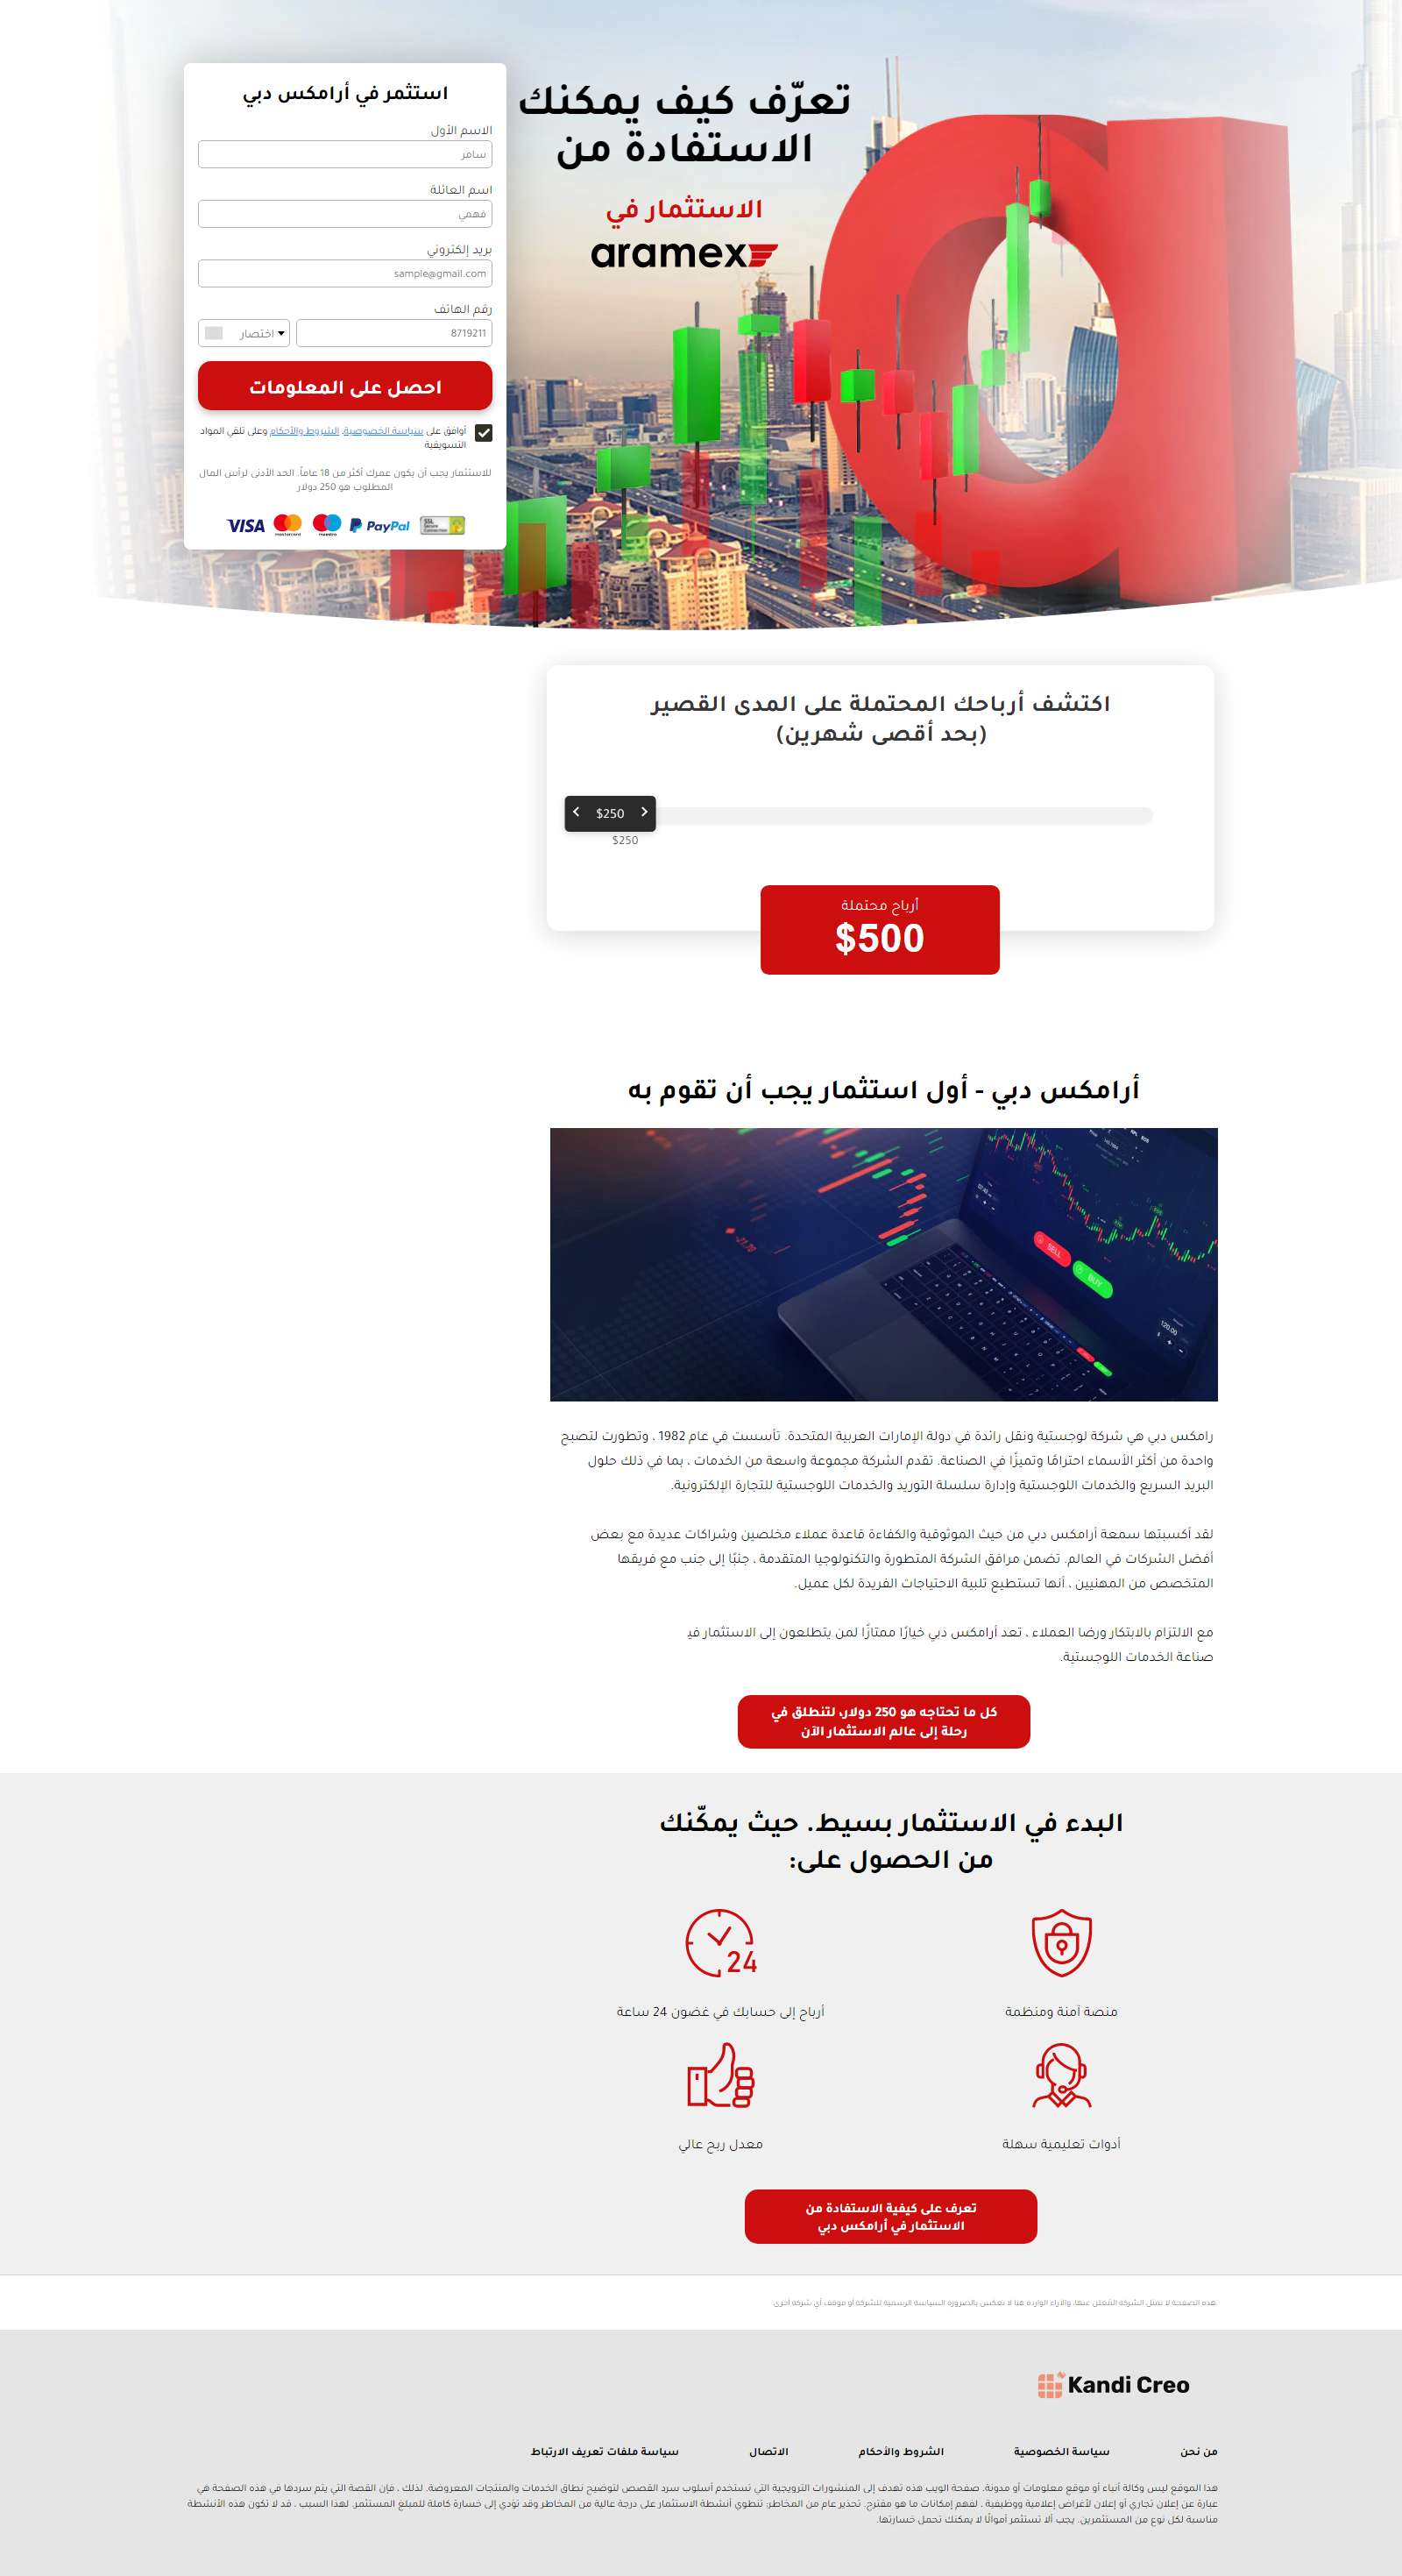 تعرّف كيف يمكنك
الاستفادة من
الاستثمار في
aramex
استثمر في أرامكس دبي
الاسم الأول
سامر
اسم العائلة
فهمي
بريد إلكتروني
sample@gmail.com
رقم الهاتف
8719211
اختصار
احصل على المعلومات
أوافق على سياسة الخصوصية، الشروط والأحكام وعلى تلقي المواد
التسويقية
للاستثمار يجب أن يكون عمرك أكثر من 18 عاماً. الحد الأدنى لرأس المال
المطلوب هو 250 دولار
VISA mastercard maestro PayPal SSL Secure Connection
اكتشف أرباحك المحتملة على المدى القصير
(بحد أقصى شهرين)
$250
$250
أرباح محتملة
$500
أرامكس دبي - أول استثمار يجب أن تقوم به
SELL
BUY
120.00
رامكس دبي هي شركة لوجستية ونقل رائدة في دولة الإمارات العربية المتحدة. تأسست في عام 1982 ، وتطورت لتصبح
واحدة من أكثر الأسماء احترامًا وتميزًا في الصناعة. تقدم الشركة مجموعة واسعة من الخدمات ، بما في ذلك حلول
البريد السريع والخدمات اللوجستية وإدارة سلسلة التوريد والخدمات اللوجستية للتجارة الإلكترونية.
لقد أكسبتها سمعة أرامكس دبي من حيث الموثوقية والكفاءة قاعدة عملاء مخلصين وشراكات عديدة مع بعض
أفضل الشركات في العالم. تضمن مرافق الشركة المتطورة والتكنولوجيا المتقدمة ، جنبًا إلى جنب مع فريقها
المتخصص من المهنيين ، أنها تستطيع تلبية الاحتياجات الفريدة لكل عميل.
مع الالتزام بالابتكار ورضا العملاء ، تعد أرامكس دبي خيارًا ممتازًا لمن يتطلعون إلى الاستثمار في
صناعة الخدمات اللوجستية.
كل ما تحتاجه هو 250 دولار، لتنطلق في
رحلة إلى عالم الاستثمار الآن
البدء في الاستثمار بسيط. حيث يمكّنك
من الحصول على:
24
منصة آمنة ومنظمة
أرباح إلى حسابك في غضون 24 ساعة
أدوات تعليمية سهلة
معدل ربح عالي
تعرف على كيفية الاستفادة من
الاستثمار في أرامكس دبي
هذه الصفحة لا تمثل الشركة المُعلن عنها، والآراء الواردة هنا لا تعكس بالضرورة السياسة الرسمية للشركة أو موقف أي شركة أخرى.
Kandi Creo
من نحن
سياسة الخصوصية
الشروط والأحكام
الاتصال
سياسة ملفات تعريف الارتباط
هذا الموقع ليس وكالة أنباء أو موقع معلومات أو مدونة. صفحة الويب هذه تهدف إلى المنشورات الترويجية التي تستخدم أسلوب سرد القصص لتوضيح نطاق الخدمات والمنتجات المعروضة. لذلك ، فإن القصة التي يتم سردها في هذه الصفحة هي
عبارة عن إعلان تجاري أو إعلان لأغراض إعلامية ووظيفية ، لفهم إمكانات ما هو مقترح. تحذير عام من المخاطر: تنطوي أنشطة الاستثمار على درجة عالية من المخاطر وقد تؤدي إلى خسارة كاملة للمبلغ المستثمر. لهذا السبب ، قد لا تكون هذه الأنشطة
مناسبة لكل نوع من المستثمرين. يجب ألا تستثمر أموالًا لا يمكنك تحمل خسارتها.